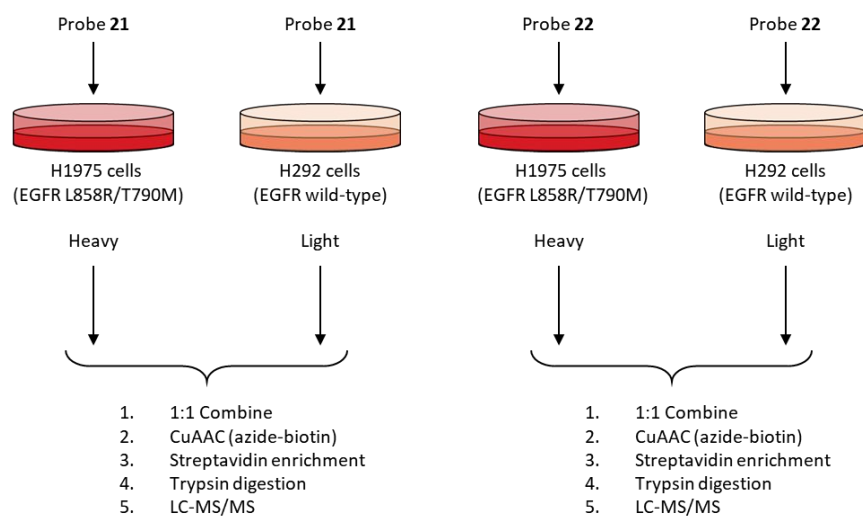 Probe 21
Probe 21
Probe 22
Probe 22
H1975 cells
(EGFR L858R/T790M)
H292 cells
(EGFR wild-type)
H1975 cells
(EGFR L858R/T790M)
H292 cells
(EGFR wild-type)
Heavy
Light
Heavy
Light
1. 1:1 Combine
2. CuAAC (azide-biotin)
3. Streptavidin enrichment
4. Trypsin digestion
5. LC-MS/MS
1. 1:1 Combine
2. CuAAC (azide-biotin)
3. Streptavidin enrichment
4. Trypsin digestion
5. LC-MS/MS